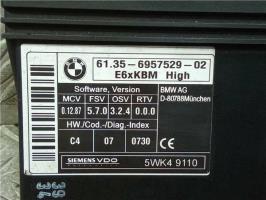 BMW
61.35-6957529-02
E6xKBM High
Software, Version
BMW AG
D-80788München
MCV FSV OSV RTV
0.12.87 5.7.0 3.2.4 0.0.0
HW./Cod.-/Diag.-Index
C4 07 0730
SIEMENS VDO
5WK4 9110